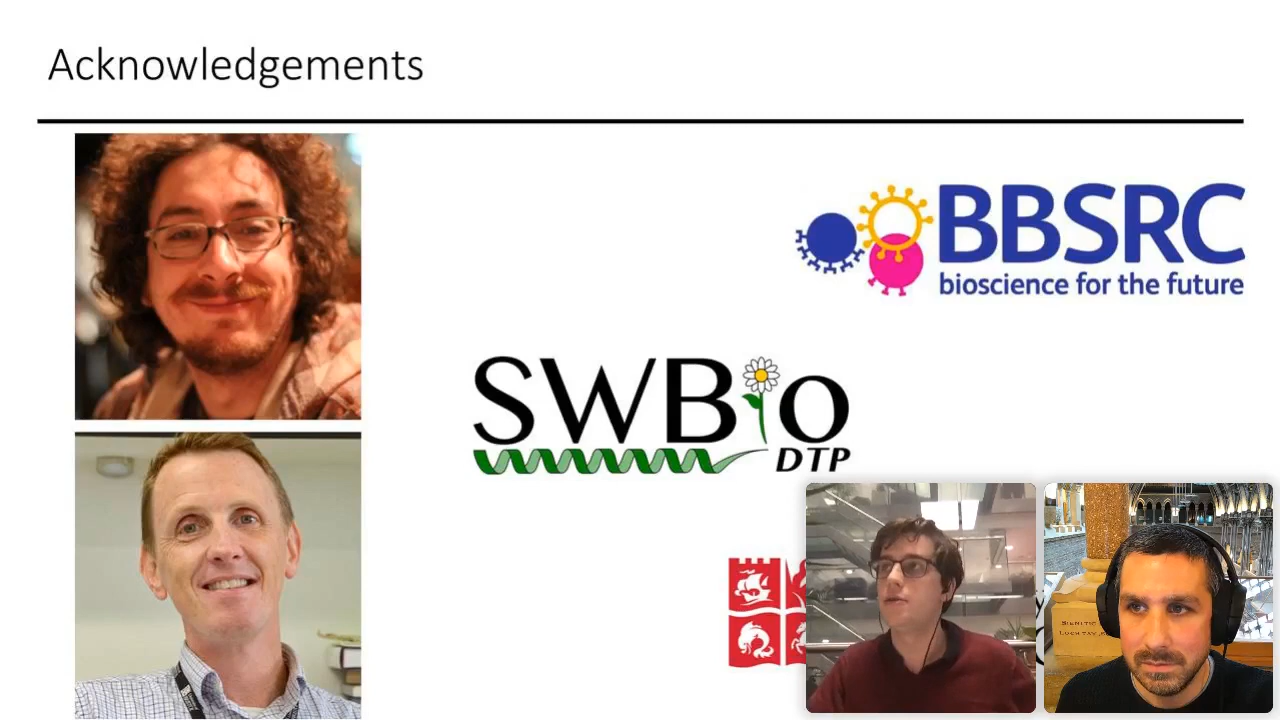 Acknowledgements
BBSRC
bioscience for the future
SWBio
DTP